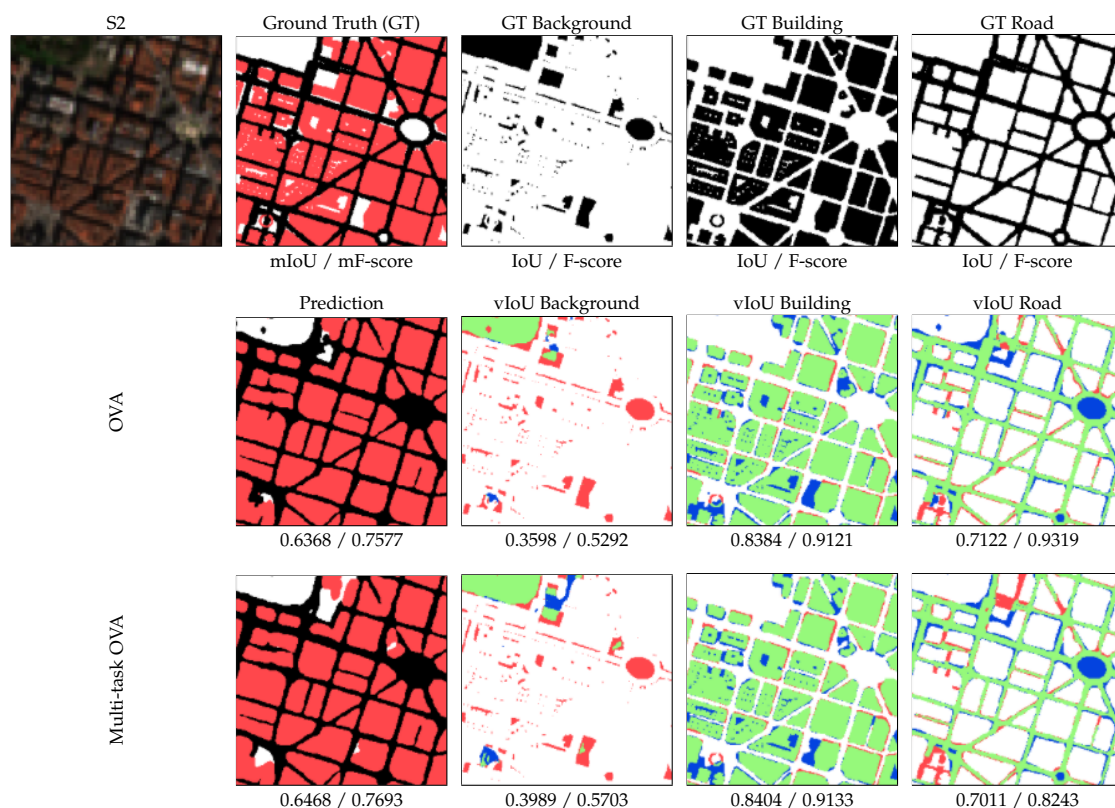 S2 Ground Truth (GT) GT Background GT Building GT Road
mIoU / mF-score IoU / F-score IoU / F-score IoU / F-score
Prediction vIoU Background vIoU Building vIoU Road
OVA
0.6368 / 0.7577 0.3598 / 0.5292 0.8384 / 0.9121 0.7122 / 0.9319
Multi-task OVA
0.6468 / 0.7693 0.3989 / 0.5703 0.8404 / 0.9133 0.7011 / 0.8243